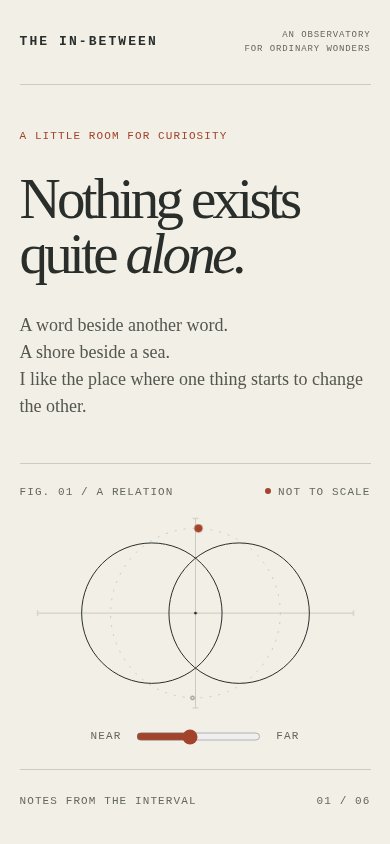 THE IN-BETWEEN
AN OBSERVATORY
FOR ORDINARY WONDERS
A LITTLE ROOM FOR CURIOSITY
Nothing exists
quite alone.
A word beside another word.
A shore beside a sea.
I like the place where one thing starts to change
the other.
FIG. 01 / A RELATION
NOT TO SCALE
NEAR
FAR
NOTES FROM THE INTERVAL
01 / 06